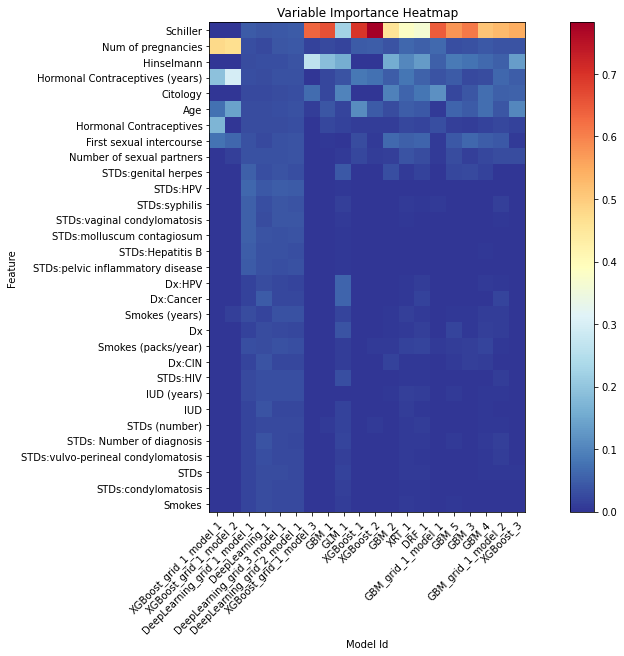 Variable Importance Heatmap
Schiller
Num of pregnancies
Hinselmann
Hormonal Contraceptives (years)
Citology
Age
Hormonal Contraceptives
First sexual intercourse
Number of sexual partners
STDs:genital herpes
STDs:HPV
STDs:syphilis
STDs:vaginal condylomatosis
STDs:molluscum contagiosum
STDs:Hepatitis B
STDs:pelvic inflammatory disease
Dx:HPV
Dx:Cancer
Smokes (years)
Dx
Smokes (packs/year)
Dx:CIN
STDs:HIV
IUD (years)
IUD
STDs (number)
STDs: Number of diagnosis
STDs:vulvo-perineal condylomatosis
STDs
STDs:condylomatosis
Smokes
Feature
XGBoost_grid_1_model_1
XGBoost_grid_1_model_2
DeepLearning_grid_1_model_1
DeepLearning_1
DeepLearning_grid_3_model_1
DeepLearning_grid_2_model_1
XGBoost_grid_1_model_3
GBM_1
GLM_1
XGBoost_1
XGBoost_2
GBM_2
XRT_1
DRF_1
GBM_grid_1_model_1
GBM_5
GBM_3
GBM_4
GBM_grid_1_model_2
XGBoost_3
Model Id
0.7
0.6
0.5
0.4
0.3
0.2
0.1
0.0